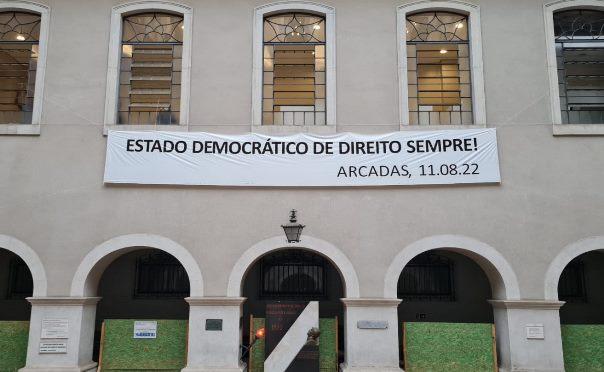 ESTADO DEMOCRÁTICO DE DIREITO SEMPRE!
ARCADAS, 11.08.22